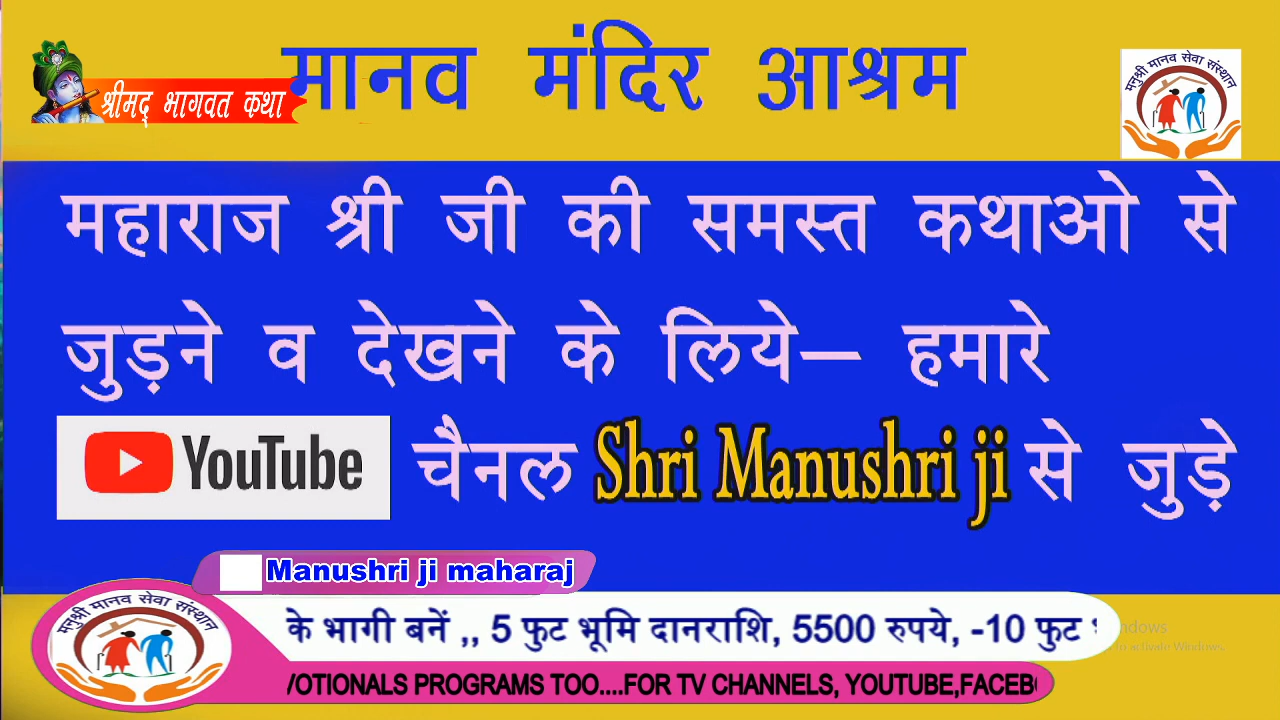 मानव मंदिर आश्रम
श्रीमद् भागवत कथा
मनुश्री मानव सेवा संस्थान
महाराज श्री जी की समस्त कथाओ से
जुड़ने व देखने के लिये– हमारे
YouTube चैनल Shri Manushri ji से जुड़े
Manushri ji maharaj
मनुश्री मानव सेवा संस्थान
के भागी बनें ,, 5 फुट भूमि दानराशि, 5500 रुपये, -10 फुट
VOTIONALS PROGRAMS TOO....FOR TV CHANNELS, YOUTUBE,FACEB